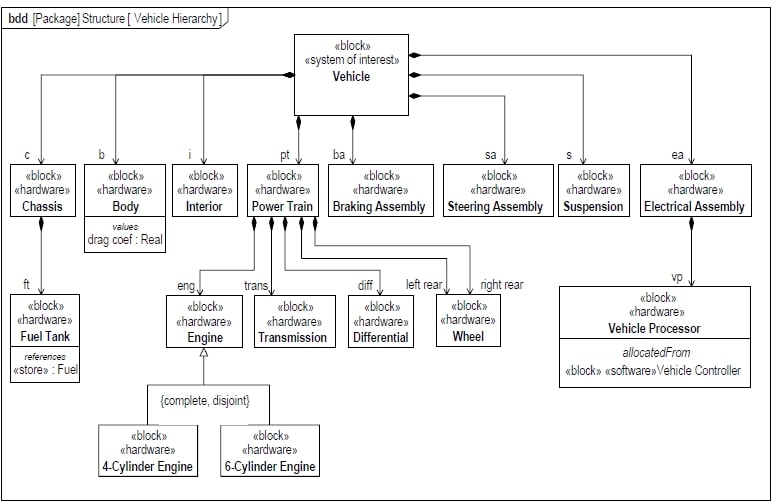 bdd [Package] Structure [ Vehicle Hierarchy]
«block»
«system of interest»
Vehicle
c
b
i
pt
ba
sa
s
ea
«block»
«hardware»
Chassis
«block»
«hardware»
Body
values
drag coef : Real
«block»
«hardware»
Interior
«block»
«hardware»
Power Train
«block»
«hardware»
Braking Assembly
«block»
«hardware»
Steering Assembly
«block»
«hardware»
Suspension
«block»
«hardware»
Electrical Assembly
ft
eng
trans
diff
left rear
right rear
vp
«block»
«hardware»
Fuel Tank
references
«store» : Fuel
«block»
«hardware»
Engine
«block»
«hardware»
Transmission
«block»
«hardware»
Differential
«block»
«hardware»
Wheel
«block»
«hardware»
Vehicle Processor
allocatedFrom
«block» «software»Vehicle Controller
{complete, disjoint}
«block»
«hardware»
4-Cylinder Engine
«block»
«hardware»
6-Cylinder Engine